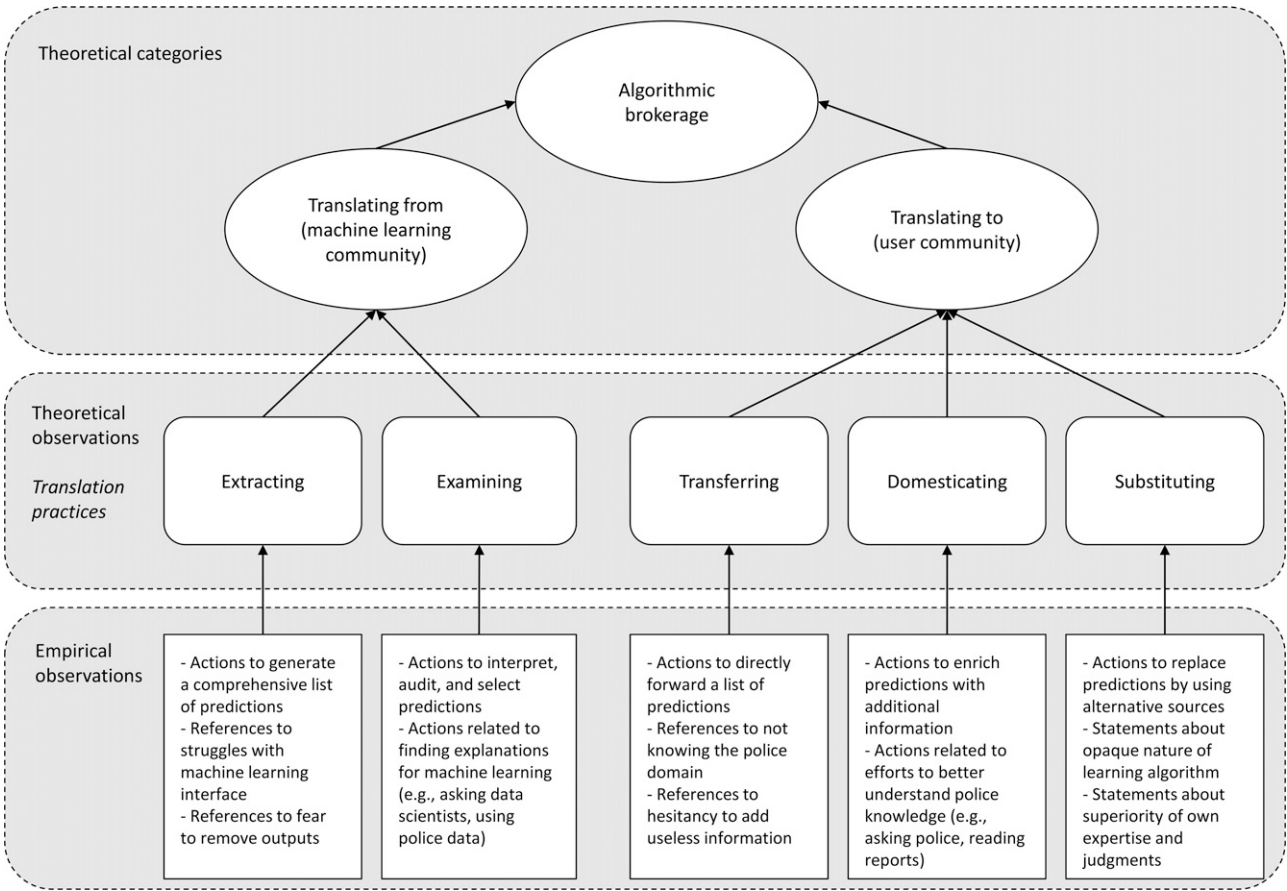 Theoretical categories
Algorithmic
brokerage
Translating from
(machine learning
community)
Translating to
(user community)
Theoretical
observations
Translation
practices
Extracting
Examining
Transferring
Domesticating
Substituting
Empirical
observations
- Actions to generate
a comprehensive list
of predictions
- References to
struggles with
machine learning
interface
- References to fear
to remove outputs
- Actions to interpret,
audit, and select
predictions
- Actions related to
finding explanations
for machine learning
(e.g., asking data
scientists, using
police data)
- Actions to directly
forward a list of
predictions
- References to not
knowing the police
domain
- References to
hesitancy to add
useless information
- Actions to enrich
predictions with
additional
information
- Actions related to
efforts to better
understand police
knowledge (e.g.,
asking police, reading
reports)
- Actions to replace
predictions by using
alternative sources
- Statements about
opaque nature of
learning algorithm
- Statements about
superiority of own
expertise and
judgments